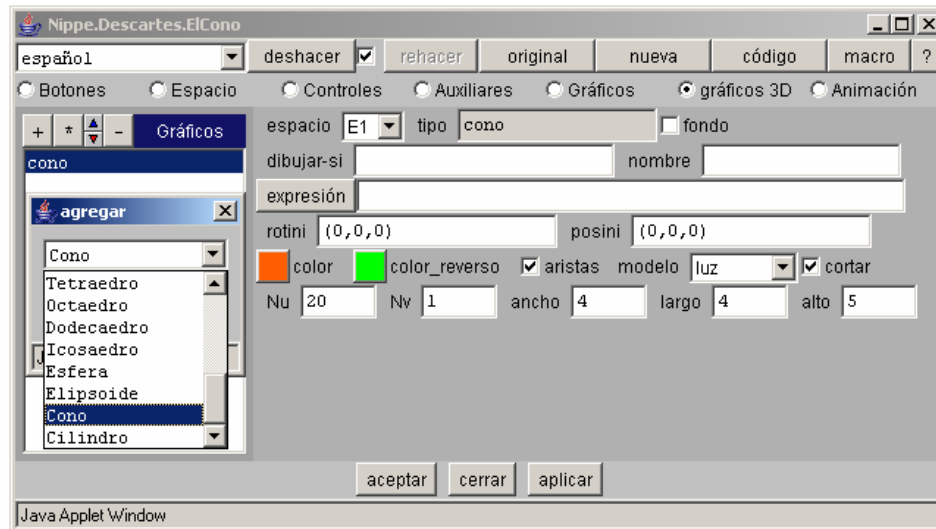 Nippe.Descartes.ElCono
español deshacer rehacer original nueva código macro ?
Botones Espacio Controles Auxiliares Gráficos gráficos 3D Animación
+ * - Gráficos
espacio E1 tipo cono fondo
cono
dibujar-si nombre
expresión
agregar
rotini (0,0,0) posini (0,0,0)
Cono
color color_reverso aristas modelo luz cortar
Tetraedro
Octaedro
Dodecaedro
Icosaedro
Esfera
Elipsoide
Cono
Cilindro
Nu 20 Nv 1 ancho 4 largo 4 alto 5
J
aceptar cerrar aplicar
Java Applet Window